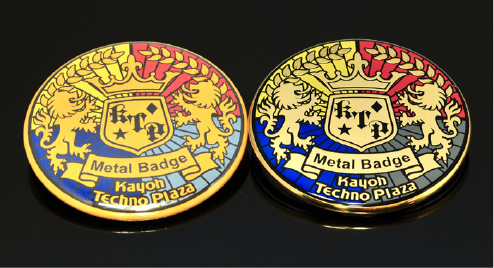 KTP
Metal Badge
Kayoh
Techno Plaza
KTP
Metal Badge
Kayoh
Techno Plaza